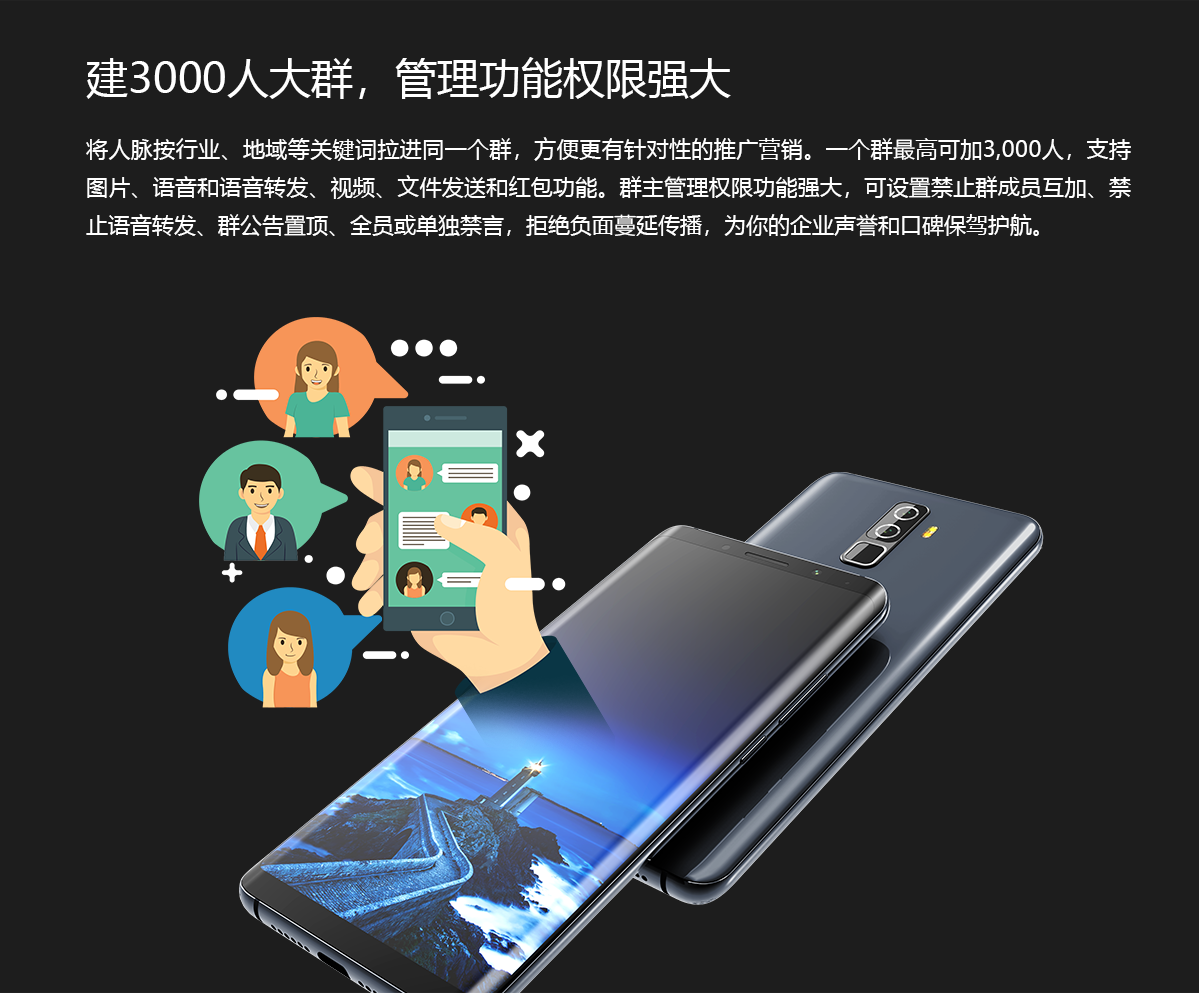 建3000人大群，管理功能权限强大
将人脉按行业、地域等关键词拉进同一个群，方便更有针对性的推广营销。一个群最高可加3,000人，支持
图片、语音和语音转发、视频、文件发送和红包功能。群主管理权限功能强大，可设置禁止群成员互加、禁
止语音转发、群公告置顶、全员或单独禁言，拒绝负面蔓延传播，为你的企业声誉和口碑保驾护航。